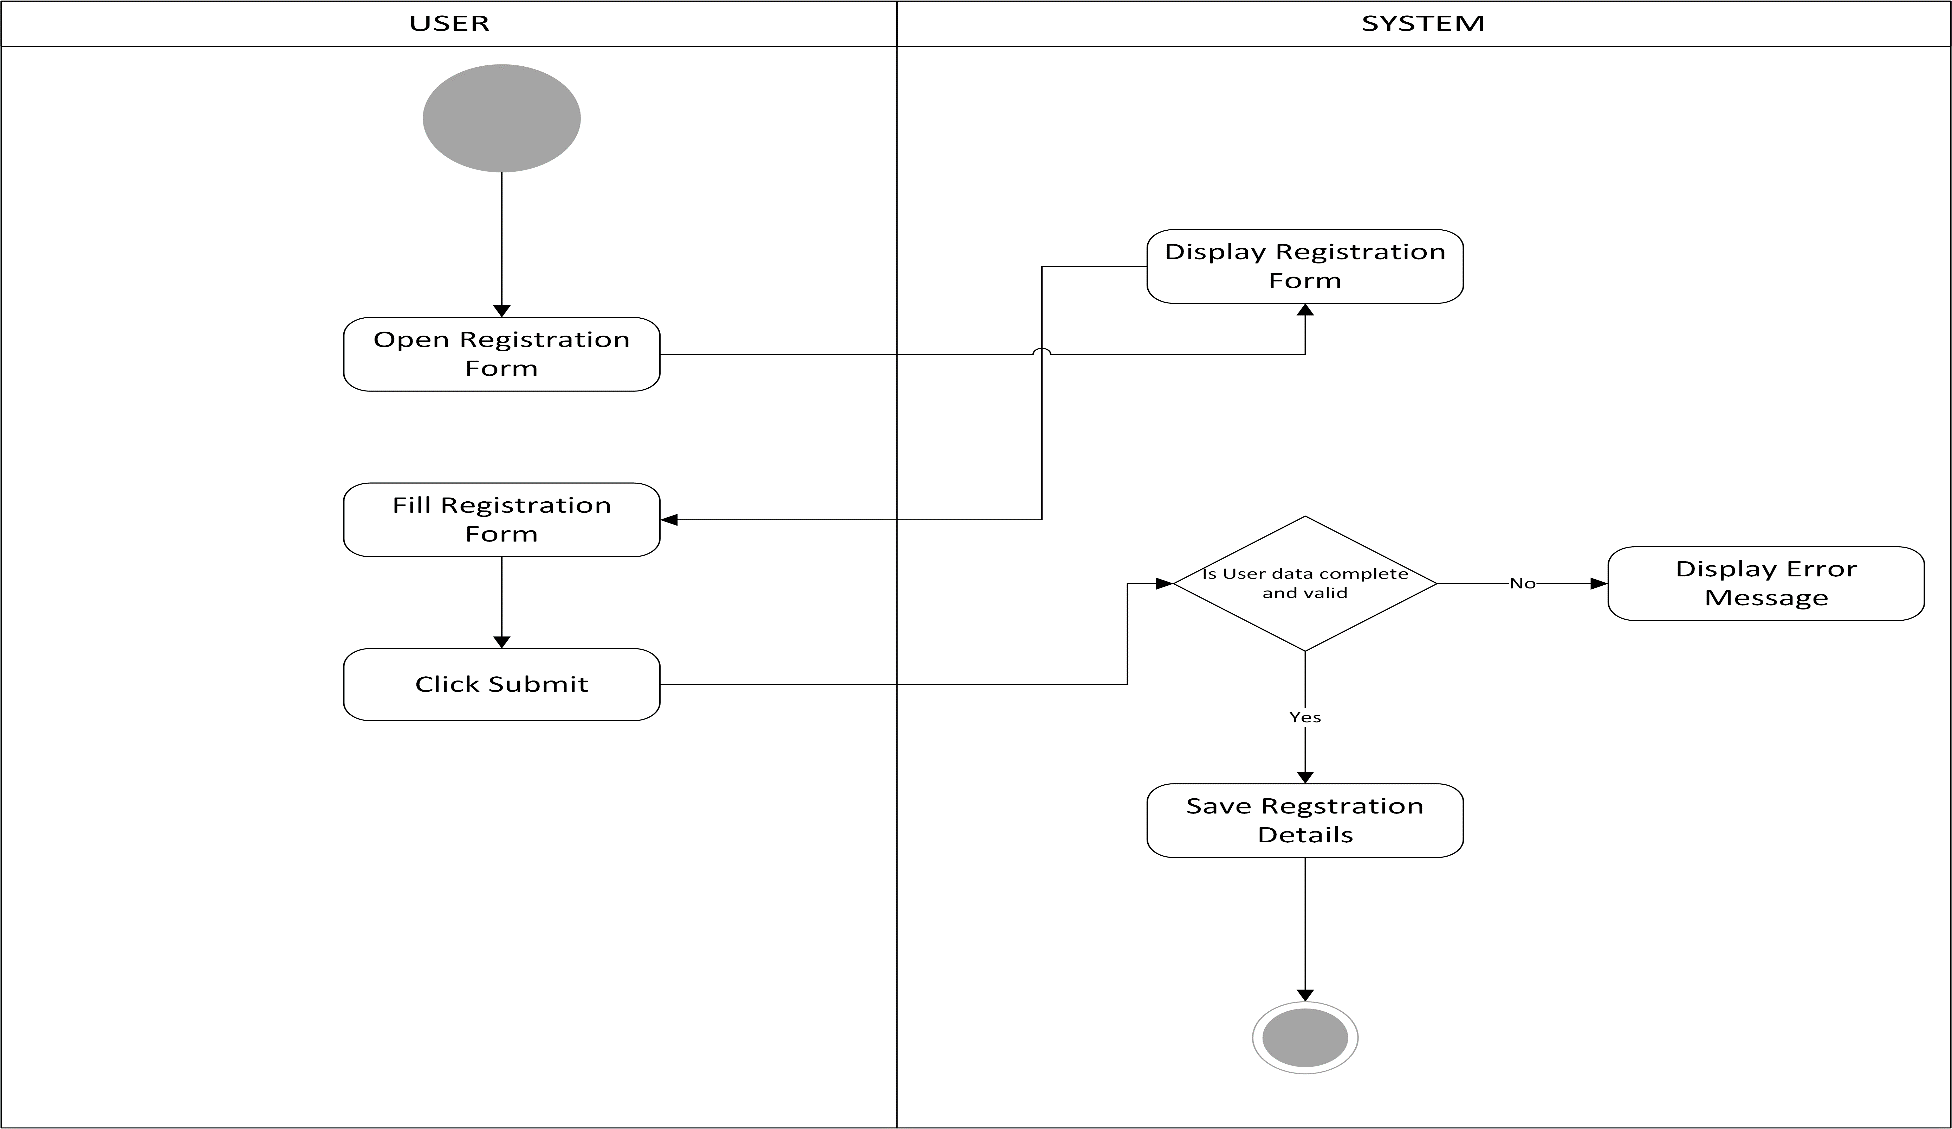 USER
SYSTEM
Display Registration
Form
Open Registration
Form
Fill Registration
Form
Is User data complete
and valid
No
Display Error
Message
Click Submit
Yes
Save Regstration
Details